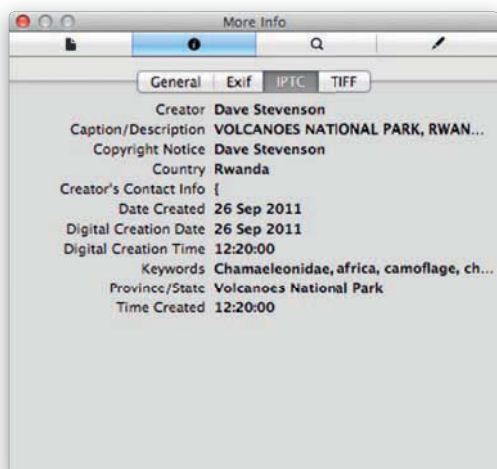 More Info
General Exif IPTC TIFF
Creator Dave Stevenson
Caption/Description VOLCANOES NATIONAL PARK, RWAN...
Copyright Notice Dave Stevenson
Country Rwanda
Creator's Contact Info {
Date Created 26 Sep 2011
Digital Creation Date 26 Sep 2011
Digital Creation Time 12:20:00
Keywords Chamaeleonidae, africa, camoflage, ch...
Province/State Volcanoes National Park
Time Created 12:20:00